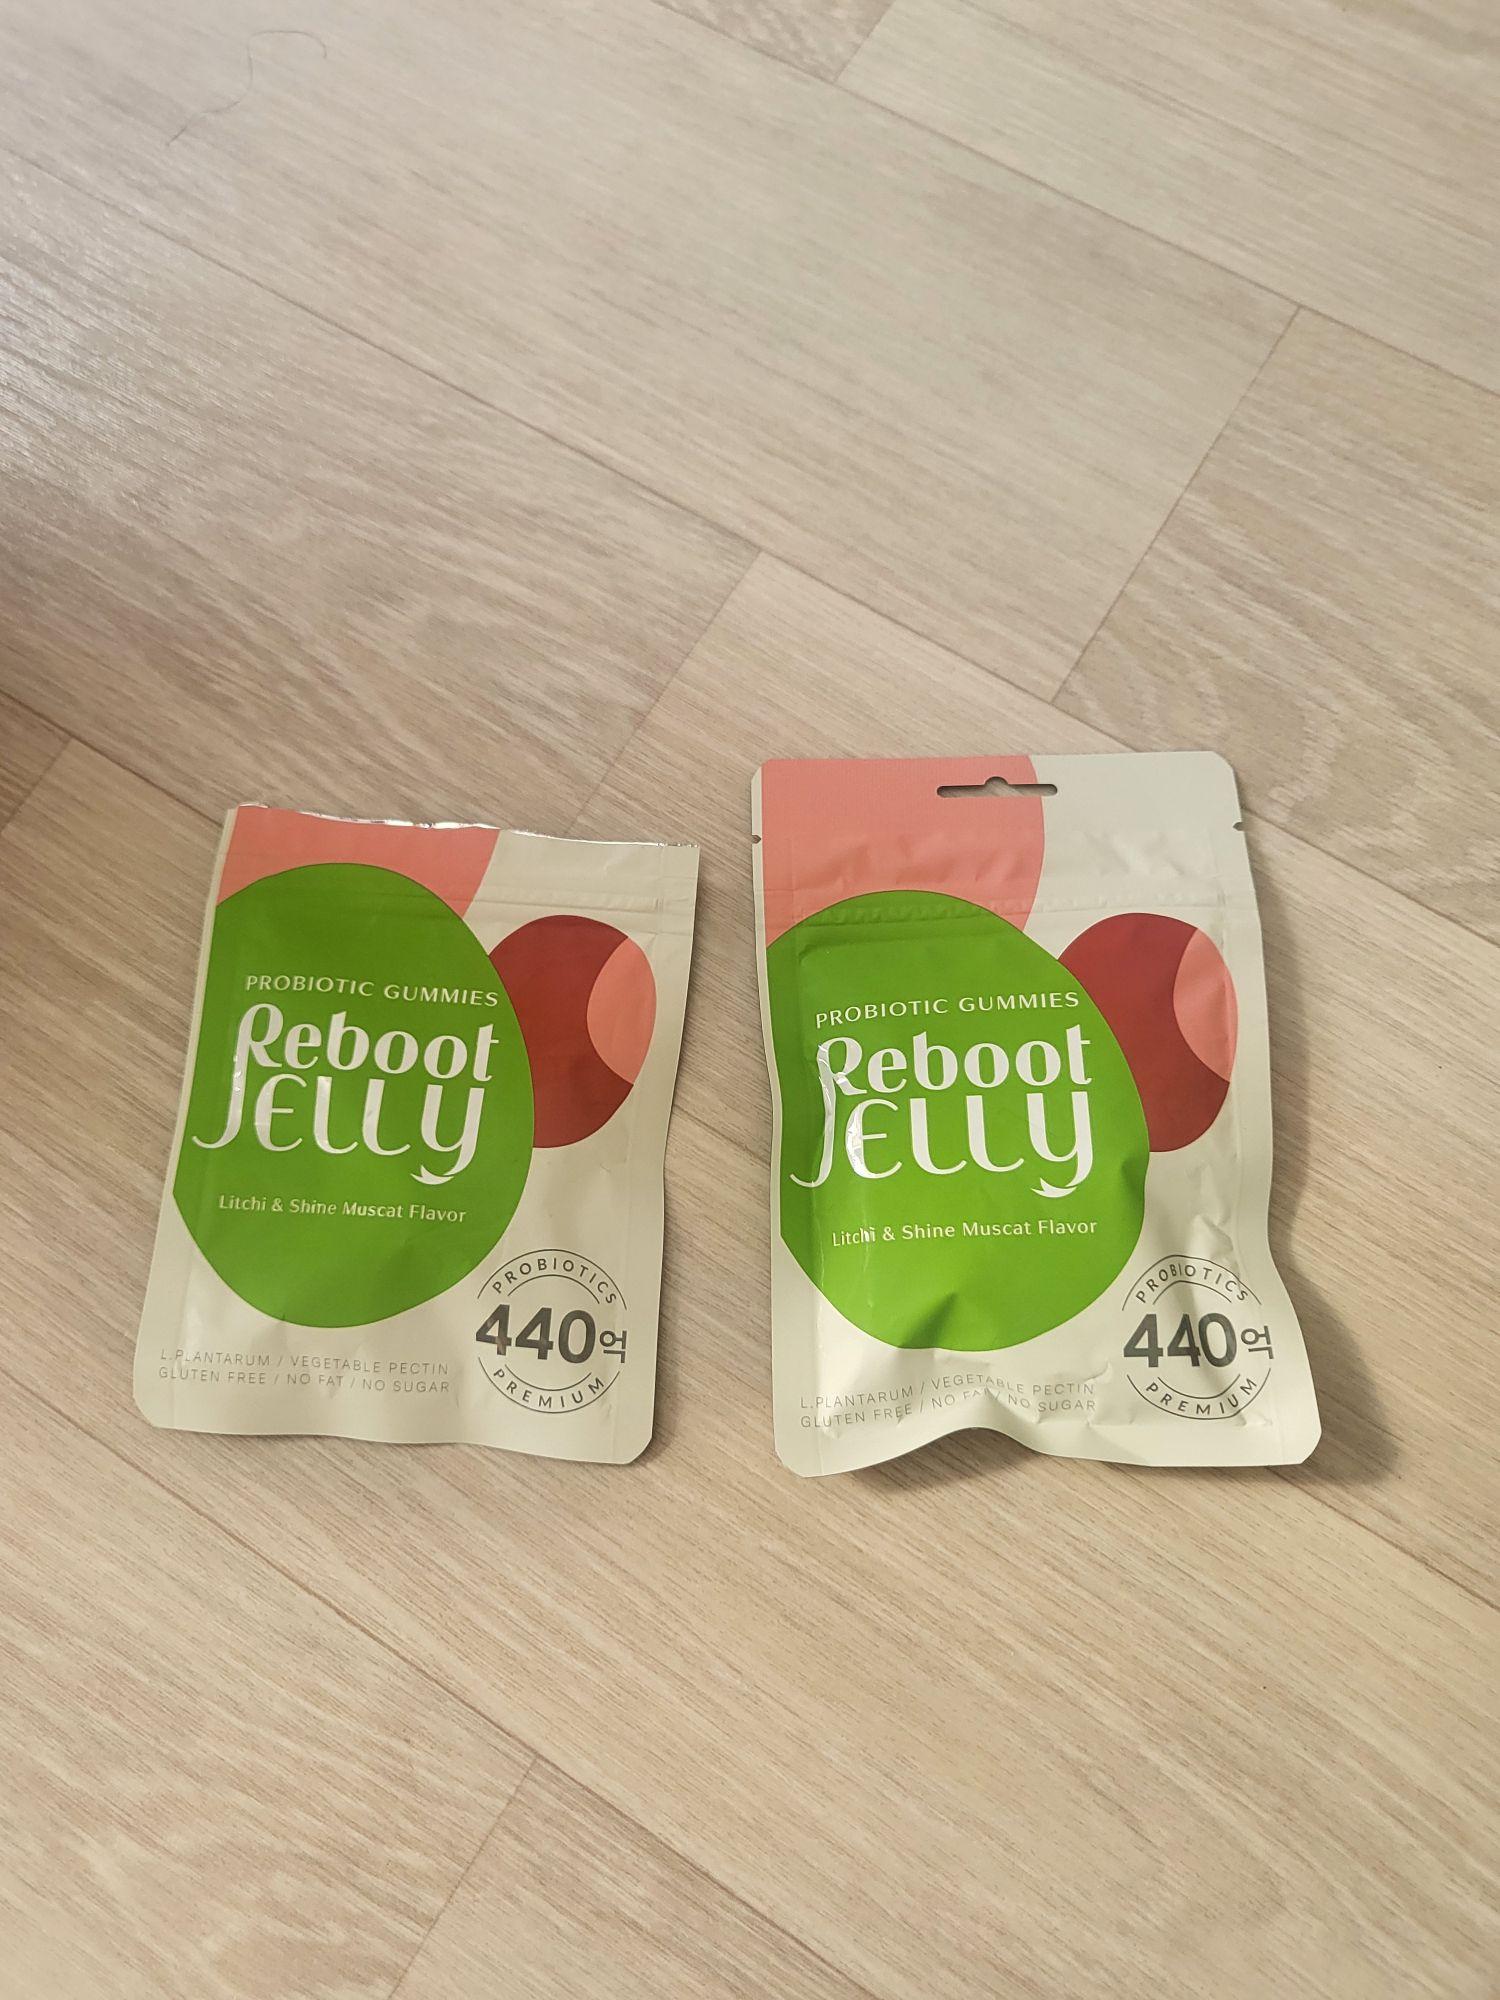 PROBIOTIC GUMMIES
Reboot
JELLY
Litchi & Shine Muscat Flavor
PROBIOTICS
440억
PREMIUM
L.PLANTARUM / VEGETABLE PECTIN
GLUTEN FREE / NO FAT / NO SUGAR
PROBIOTIC GUMMIES
Reboot
JELLY
Litchi & Shine Muscat Flavor
PROBIOTICS
440억
PREMIUM
L.PLANTARUM / VEGETABLE PECTIN
GLUTEN FREE / NO FAT / NO SUGAR